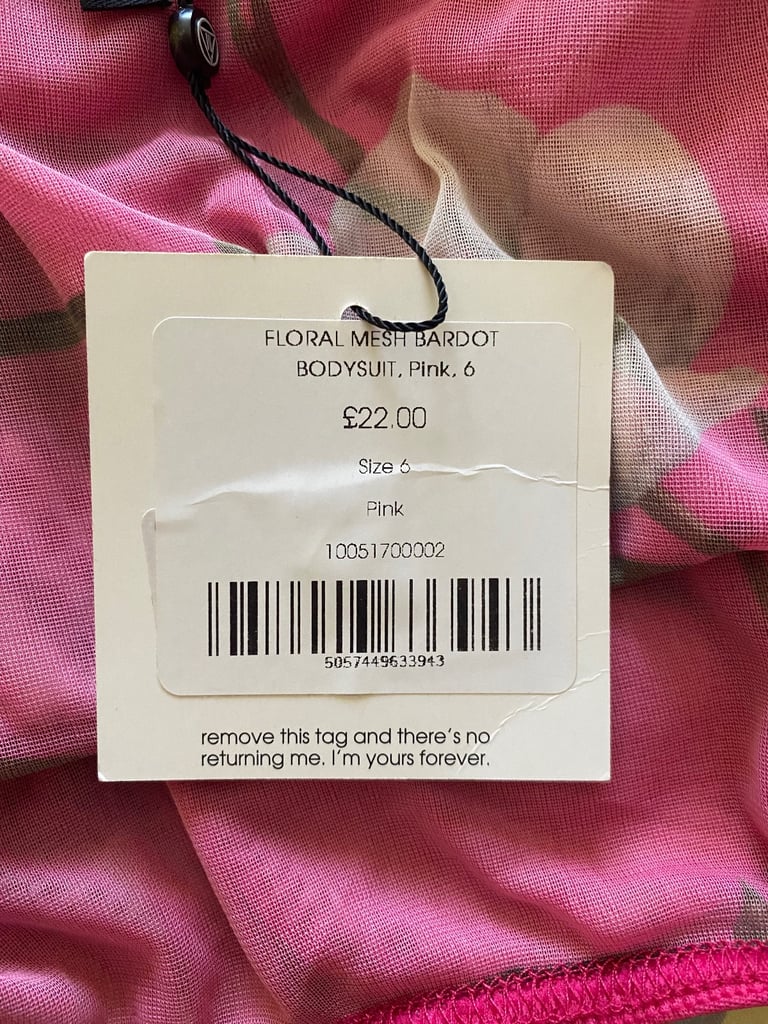 FLORAL MESH BARDOT
BODYSUIT, Pink, 6
£22.00
Size 6
Pink
10051700002
5057449633943
remove this tag and there's no
returning me. I'm yours forever.